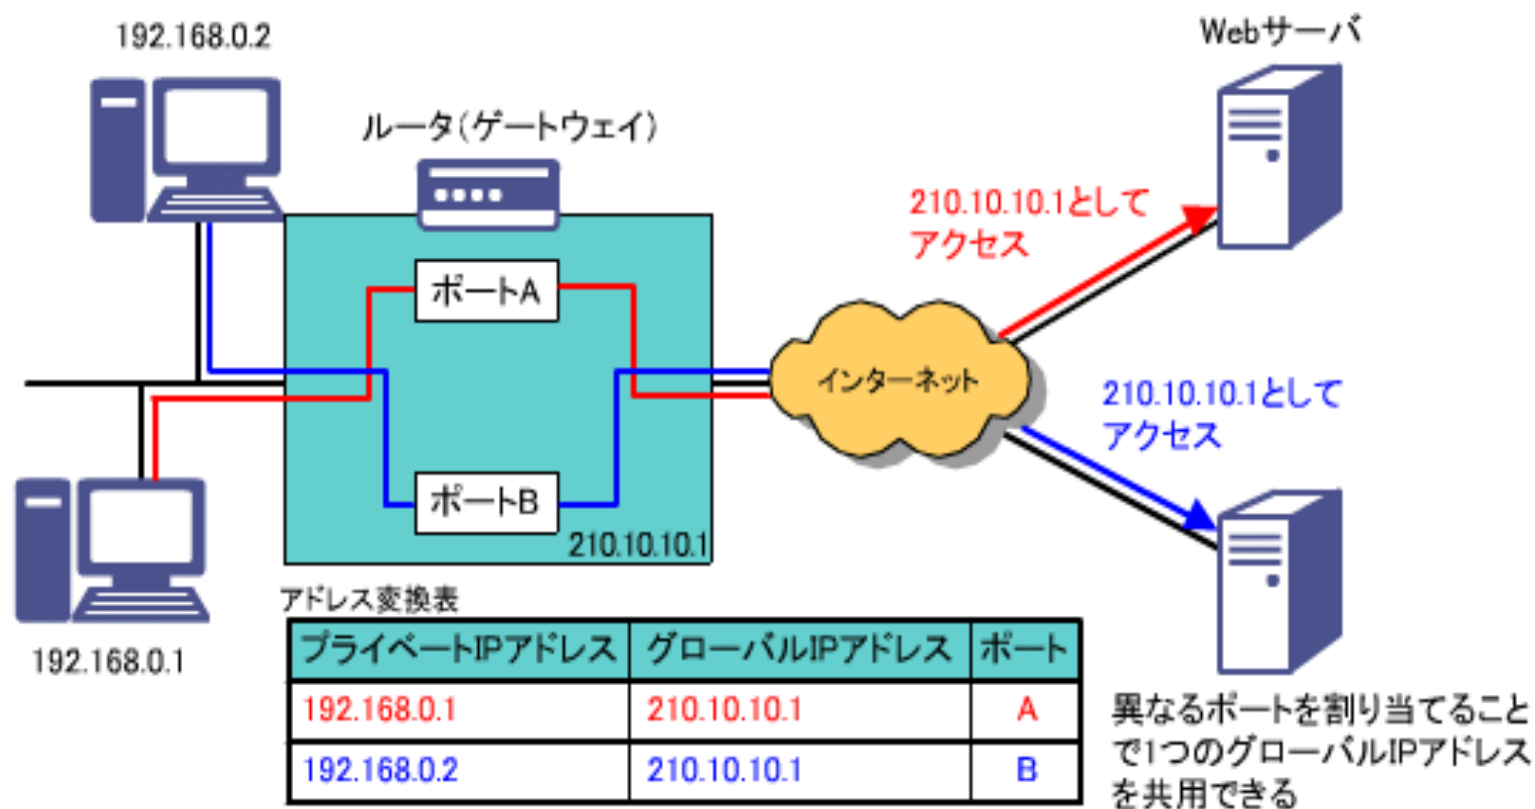 192.168.0.2
Webサーバ
ルータ(ゲートウェイ)
210.10.10.1として
アクセス
ポートA
インターネット
210.10.10.1として
アクセス
ポートB
210.10.10.1
192.168.0.1
アドレス変換表
プライベートIPアドレス グローバルIPアドレス ポート
192.168.0.1 210.10.10.1 A
192.168.0.2 210.10.10.1 B
異なるポートを割り当てること
で1つのグローバルIPアドレス
を共用できる